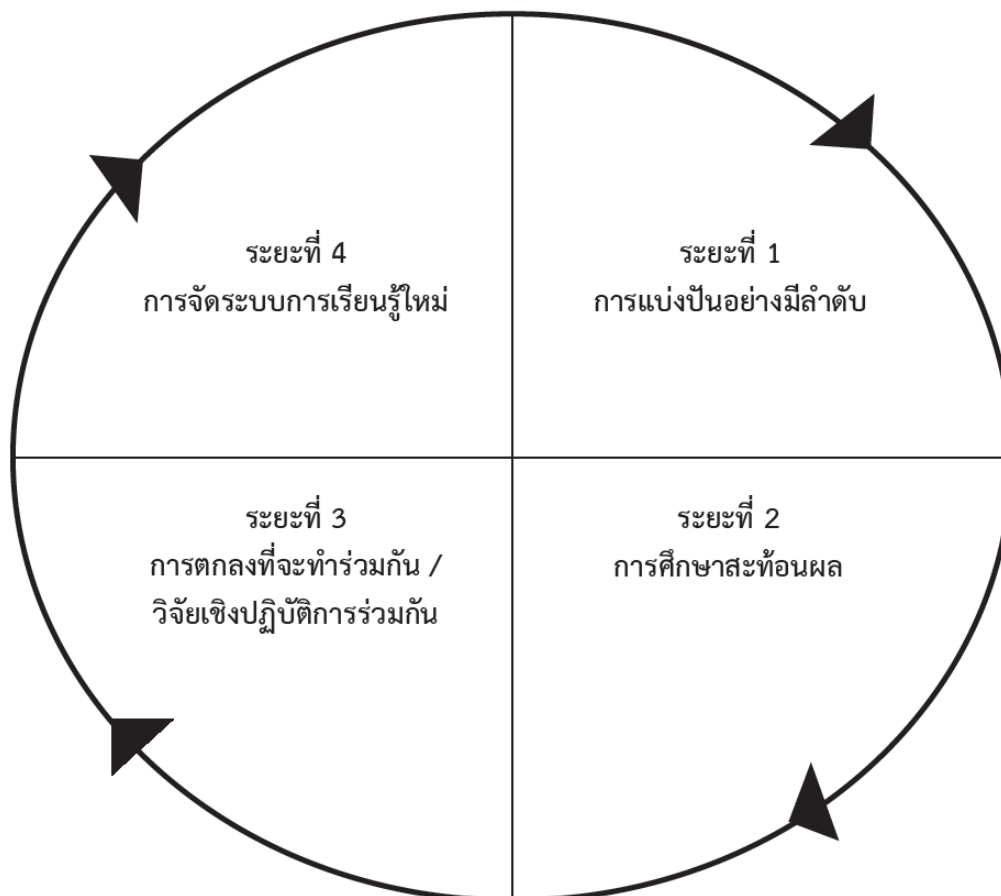 ระยะที่ 4
การจัดระบบการเรียนรู้ใหม่
ระยะที่ 1
การแบ่งปันอย่างมีลำดับ
ระยะที่ 3
การตกลงที่จะทำร่วมกัน /
วิจัยเชิงปฏิบัติการร่วมกัน
ระยะที่ 2
การศึกษาสะท้อนผล